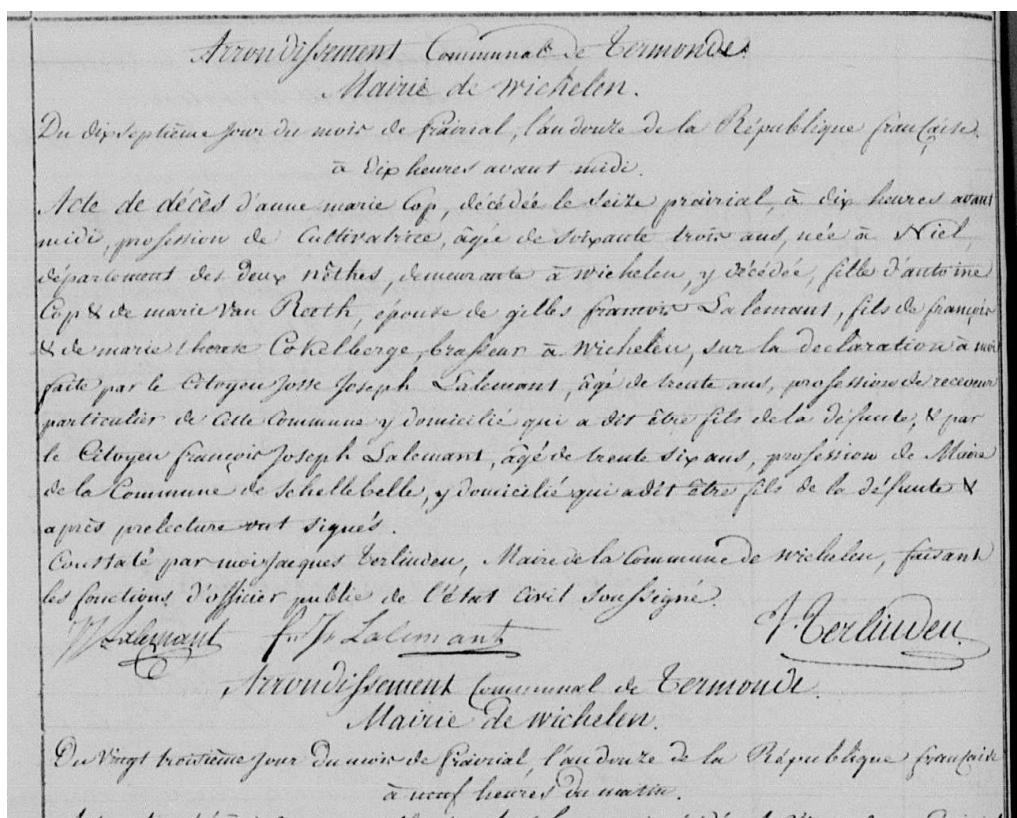 Arrondissement Communal de Termonde.
Mairie de Wichelen.
Du dix septième jour du mois de prairial, l'an douze de la République française.
à dix heures avant midi.
Acte de décès d'anne marie Cop, décédée le seize prairial, à dix heures avant
midi, profession de Cultivatrice, âgée de soixante trois ans, née à Niel,
département des deux nêthes, demeurante à wichelen, y décédée, fille d'antoine
Cop & de marie Van Reeth, épouse de gilles françois Lalemant, fils de françois
& de marie therese Cokelberge, brasseur à Wichelen, sur la declaration à moi
faite par le Citoyen Josse Joseph Lalemant, âgé de trente ans, profession de receveur
particulier de Cette Commune y domicilié qui a dit être fils de la défunte, & par
le Citoyen françois Joseph Lalemant, âgé de trente six ans, profession de Maire
de la Commune de Schellebelle, y domicilié qui a dit être fils de la défunte &
après prelecture ont signés.
Constaté par moi Jacques Terlinden, Maire de la Commune de wichelen, faisant
les fonctions d'officier public de l'état civil soussigné.
JJ Lalemant fr. Js Lalemant J. Terlinden
Arrondissement Communal de Termonde.
Mairie de wichelen.
Du Vingt troisième jour du mois de Prairial, l'an douze de la République française
à neuf heures du matin.